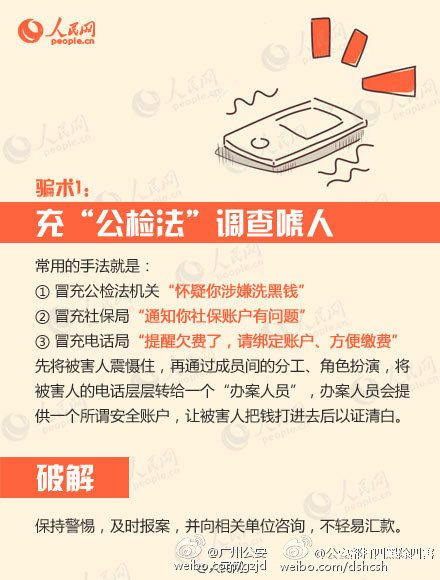 人民网
people.cn
骗术1：
充“公检法”调查唬人
常用的手法就是：
① 冒充公检法机关“怀疑你涉嫌洗黑钱”
② 冒充社保局“通知你社保账户有问题”
③ 冒充电话局“提醒欠费了，请绑定账户、方便缴费”
先将被害人震慑住，再通过成员间的分工、角色扮演，将
被害人的电话层层转给一个“办案人员”，办案人员会提
供一个所谓安全账户，让被害人把钱打进去后以证清白。
破解
保持警惕，及时报案，并向相关单位咨询，不轻易汇款。
@广州公安
weibo.com/gzjd
@公安部打四黑除四害
weibo.com/dshcsh
@人民网